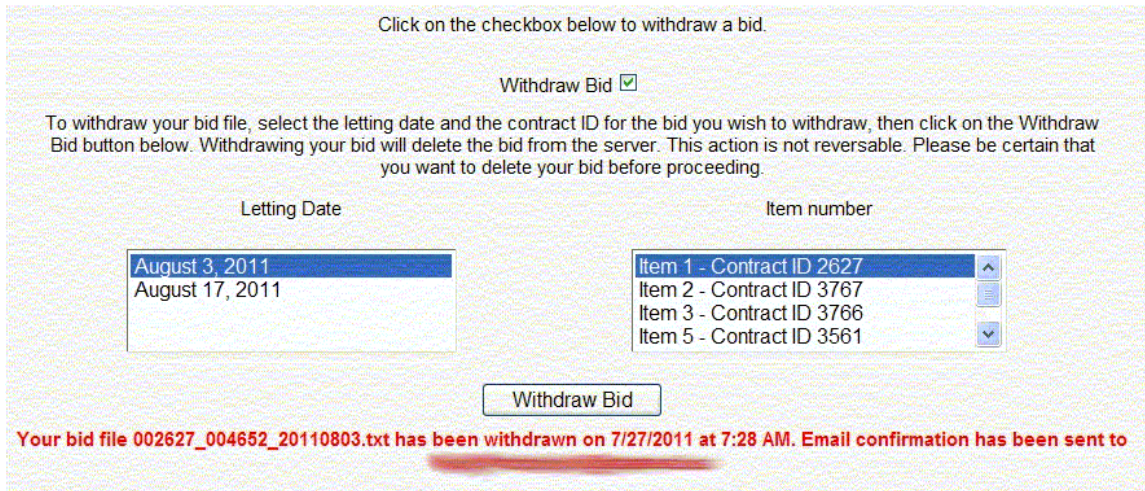 Click on the checkbox below to withdraw a bid.
Withdraw Bid
To withdraw your bid file, select the letting date and the contract ID for the bid you wish to withdraw, then click on the Withdraw
Bid button below. Withdrawing your bid will delete the bid from the server. This action is not reversable. Please be certain that
you want to delete your bid before proceeding.
Letting Date
Item number
August 3, 2011
August 17, 2011
Item 1 - Contract ID 2627
Item 2 - Contract ID 3767
Item 3 - Contract ID 3766
Item 5 - Contract ID 3561
Withdraw Bid
Your bid file 002627_004652_20110803.txt has been withdrawn on 7/27/2011 at 7:28 AM. Email confirmation has been sent to